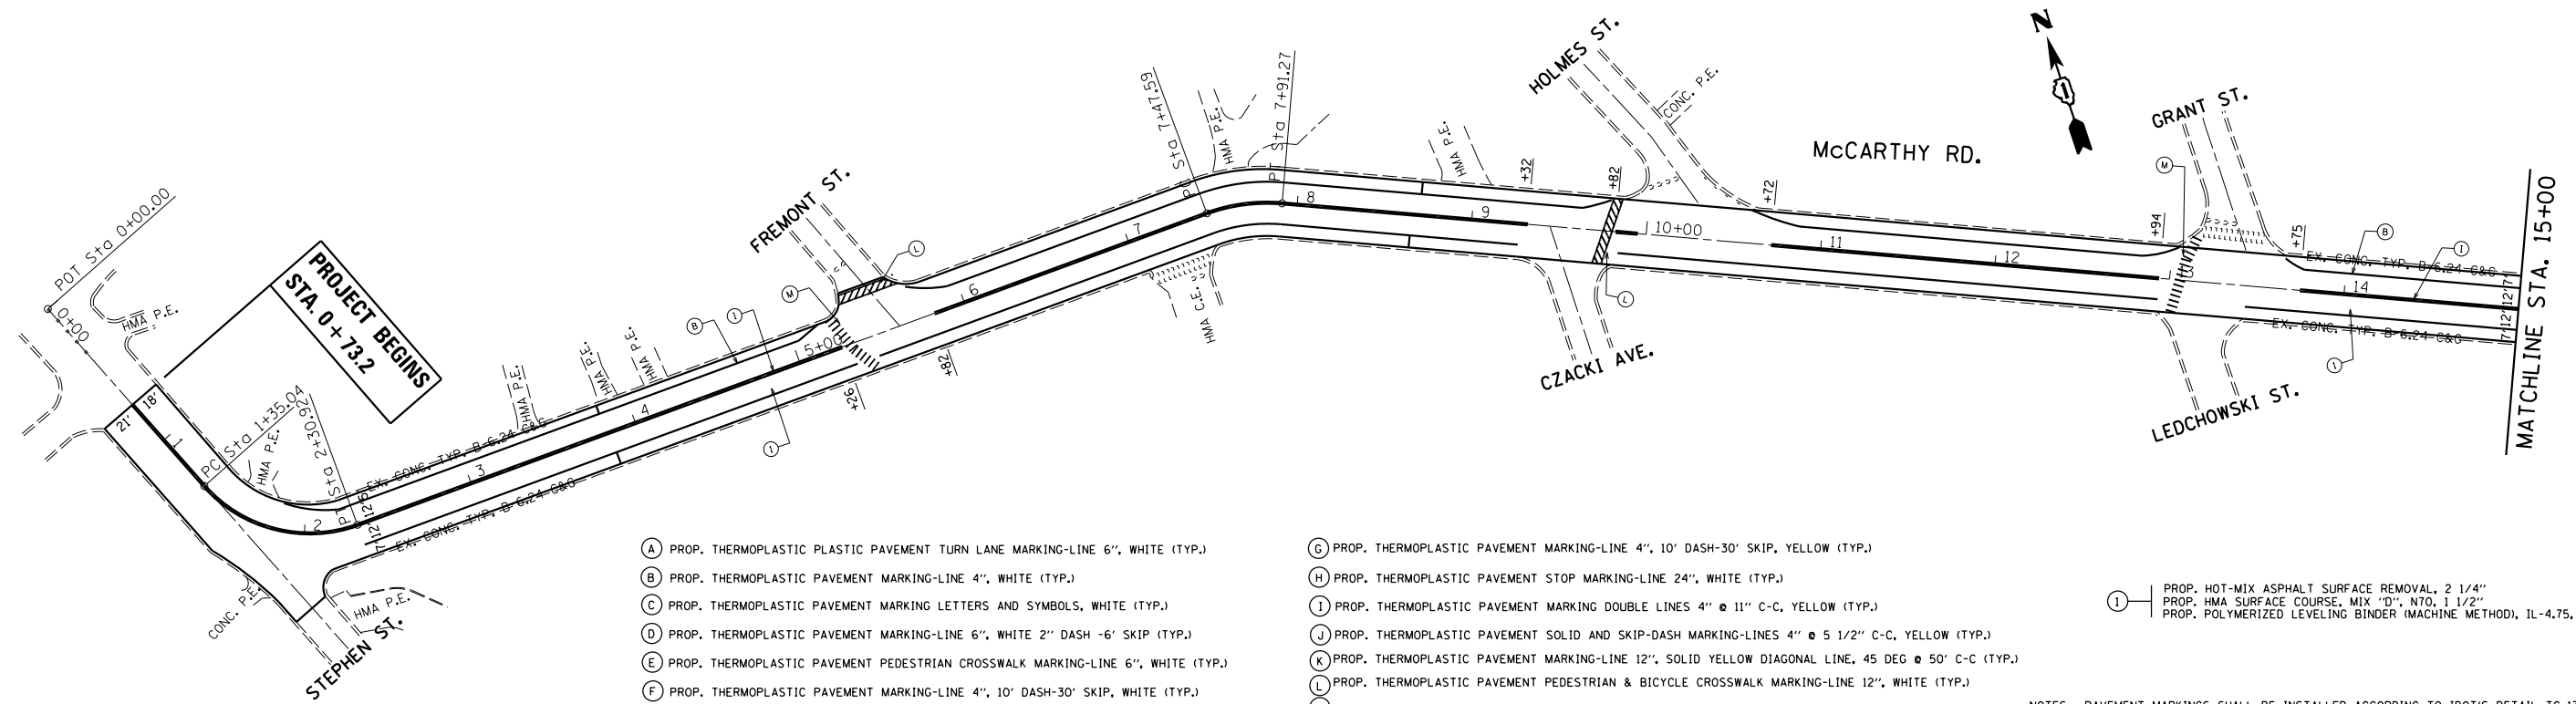 N
1
McCARTHY RD.
HOLMES ST.
CONC. P.E.
GRANT ST.
FREMONT ST.
POT Sta 0+00.00
0+00
HMA P.E.
PROJECT BEGINS
STA. 0+73.2
21'
18'
1
PC Sta 1+35.04
HMA P.E.
2
PT Sta 2+30.92
7'12'12'5'
EX. CONC. TYP. B-6.24 C&G
EX. CONC. TYP. B-6.24 C&G
3
4
HMA P.E.
HMA P.E.
HMA P.E.
B
I
M
L
5+00
I
+26
+82
6
7
PC Sta 7+47.59
HMA P.E.
PT Sta 7+91.27
HMA C.E.
8
9
HMA P.E.
+32
+82
10+00
L
+72
11
12
+94
M
13
+75
B
I
EX. CONC. TYP. B-6.24 C&G
14
EX. CONC. TYP. B-6.24 C&G
7'12'12'7'
I
MATCHLINE STA. 15+00
CZACKI AVE.
LEDCHOWSKI ST.
CONC. P.E.
HMA P.E.
STEPHEN ST.
A PROP. THERMOPLASTIC PLASTIC PAVEMENT TURN LANE MARKING-LINE 6", WHITE (TYP.)
B PROP. THERMOPLASTIC PAVEMENT MARKING-LINE 4", WHITE (TYP.)
C PROP. THERMOPLASTIC PAVEMENT MARKING LETTERS AND SYMBOLS, WHITE (TYP.)
D PROP. THERMOPLASTIC PAVEMENT MARKING-LINE 6", WHITE 2" DASH -6' SKIP (TYP.)
E PROP. THERMOPLASTIC PAVEMENT PEDESTRIAN CROSSWALK MARKING-LINE 6", WHITE (TYP.)
F PROP. THERMOPLASTIC PAVEMENT MARKING-LINE 4", 10' DASH-30' SKIP, WHITE (TYP.)
G PROP. THERMOPLASTIC PAVEMENT MARKING-LINE 4", 10' DASH-30' SKIP, YELLOW (TYP.)
H PROP. THERMOPLASTIC PAVEMENT STOP MARKING-LINE 24", WHITE (TYP.)
I PROP. THERMOPLASTIC PAVEMENT MARKING DOUBLE LINES 4" @ 11" C-C, YELLOW (TYP.)
J PROP. THERMOPLASTIC PAVEMENT SOLID AND SKIP-DASH MARKING-LINES 4" @ 5 1/2" C-C, YELLOW (TYP.)
K PROP. THERMOPLASTIC PAVEMENT MARKING-LINE 12", SOLID YELLOW DIAGONAL LINE, 45 DEG @ 50' C-C (TYP.)
L PROP. THERMOPLASTIC PAVEMENT PEDESTRIAN & BICYCLE CROSSWALK MARKING-LINE 12", WHITE (TYP.)
1 PROP. HOT-MIX ASPHALT SURFACE REMOVAL, 2 1/4"
PROP. HMA SURFACE COURSE, MIX "D", N70, 1 1/2"
PROP. POLYMERIZED LEVELING BINDER (MACHINE METHOD), IL-4.75,